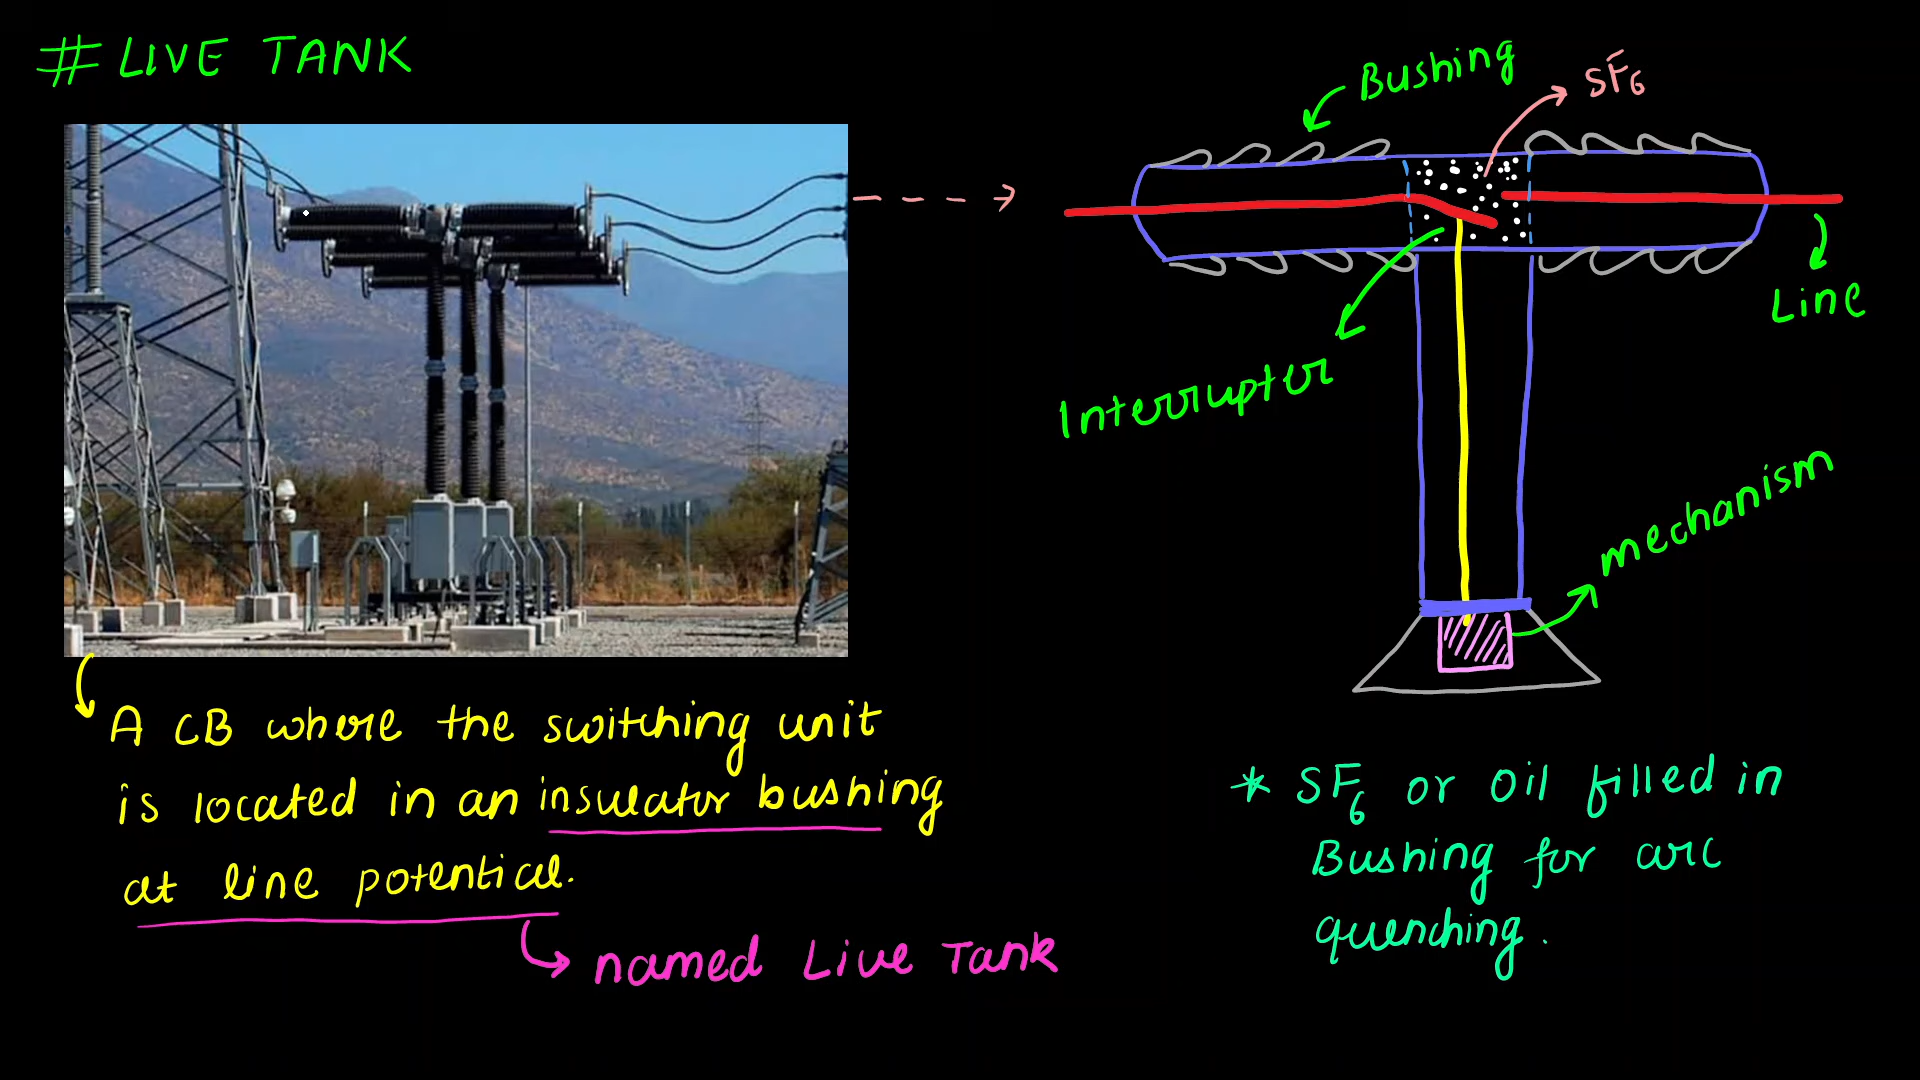 # LIVE TANK
Bushing
SF6
Line
Interrupter
mechanism
A CB where the switching unit
is located in an insulator bushing
at line potential.
named Live Tank
* SF6 or Oil filled in
Bushing for arc
quenching.